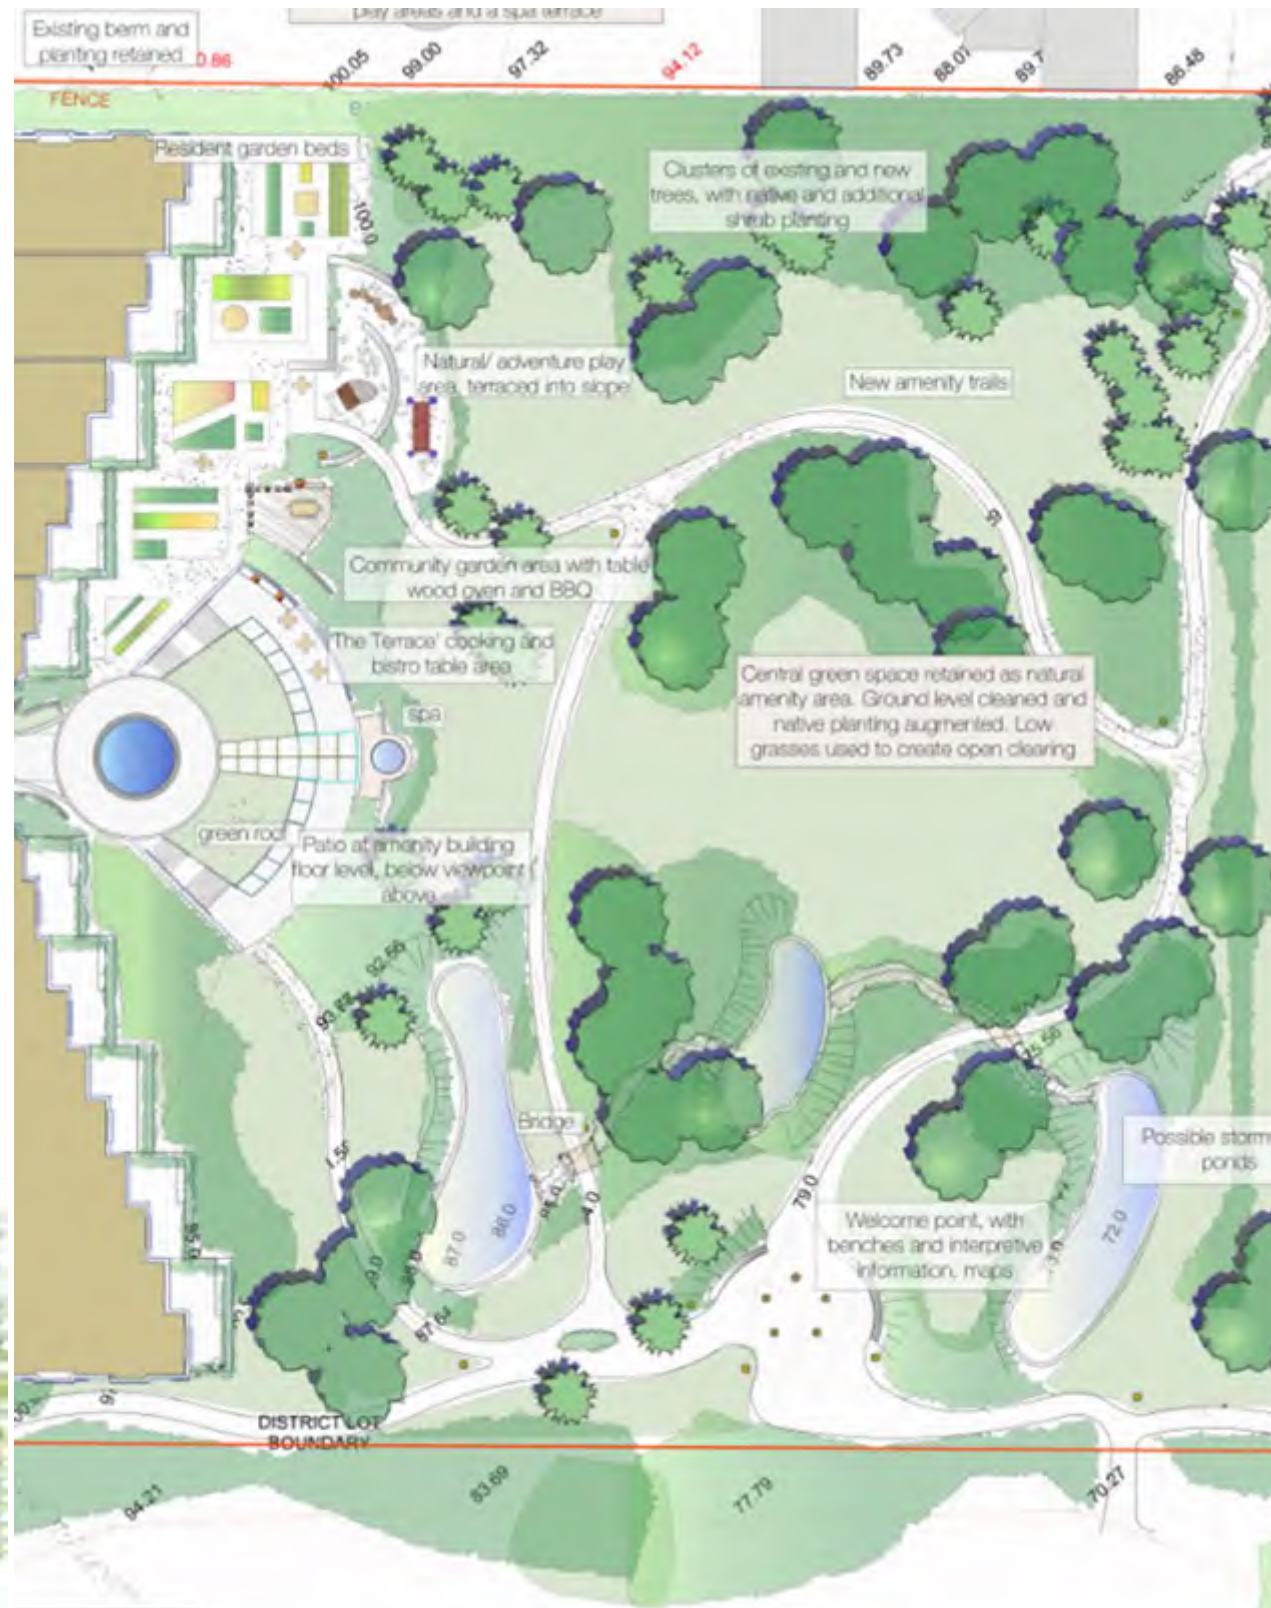 play areas and a spa terrace
Existing berm and
planting retained
0.86
100.05
99.00
97.32
94.12
89.73
88.07
89.7
86.48
FENCE
Resident garden beds
100.0
Clusters of existing and new
trees, with native and additional
shrub planting
Natural/ adventure play
area, terraced into slope
New amenity trails
Community garden area with table
wood oven and BBQ
'The Terrace' cooking and
bistro table area
spa
Central green space retained as natural
amenity area. Ground level cleaned and
native planting augmented. Low
grasses used to create open clearing
green roof
Patio at amenity building
floor level, below viewpoint
above
92.56
93.82
Bridge
Possible storm
ponds
79.0
Welcome point, with
benches and interpretive
information, maps
87.0
88.0
72.0
87.64
DISTRICT LOT
BOUNDARY
94.21
83.69
77.79
70.27